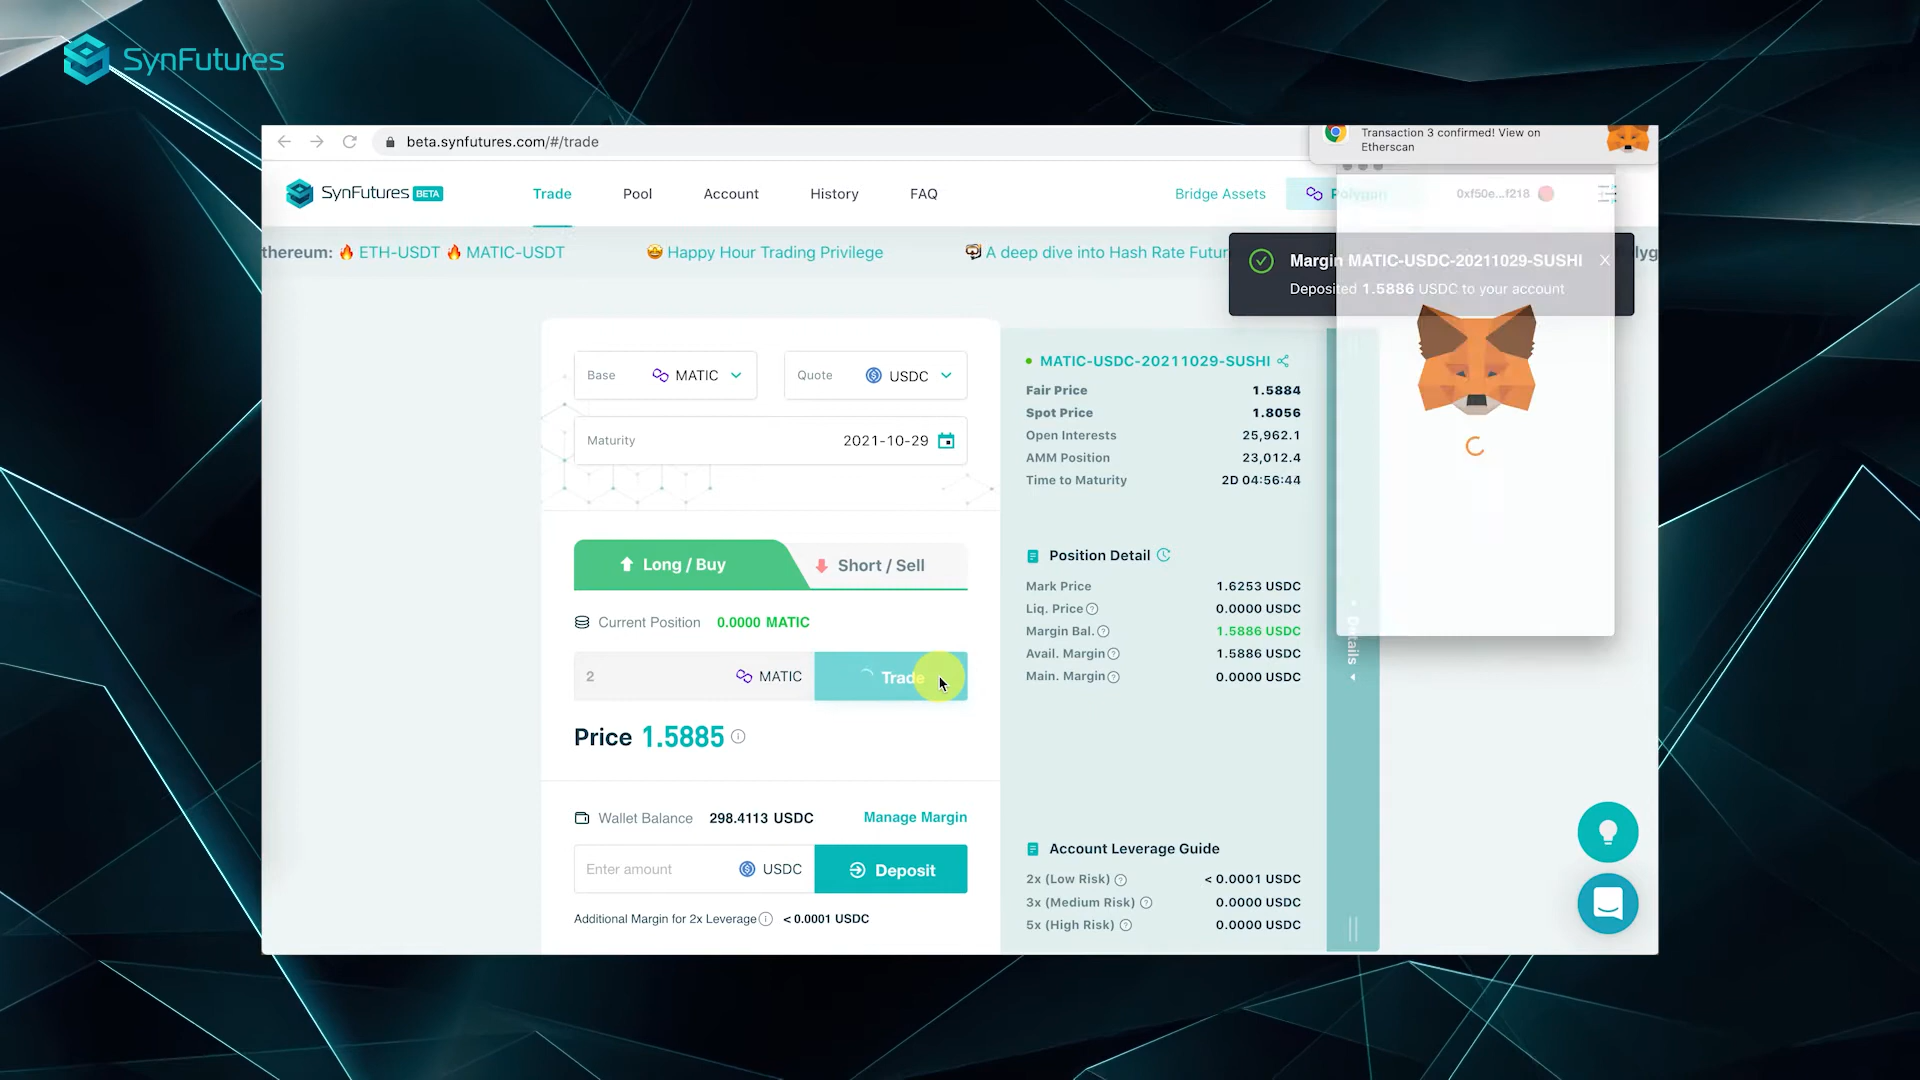 SynFutures
beta.synfutures.com/#/trade
Transaction 3 confirmed! View on
Etherscan
SynFutures BETA
Trade
Pool
Account
History
FAQ
Bridge Assets
Polygon
0xf50e...f218
thereum: 🔥 ETH-USDT 🔥 MATIC-USDT
🤩 Happy Hour Trading Privilege
A deep dive into Hash Rate Futur
lyg
Margin MATIC-USDC-20211029-SUSHI
Deposited 1.5886 USDC to your account
Base MATIC
Quote USDC
Maturity 2021-10-29
Long / Buy
Short / Sell
Current Position 0.0000 MATIC
2 MATIC
Trade
Price 1.5885
Wallet Balance 298.4113 USDC
Manage Margin
Enter amount USDC
Deposit
Additional Margin for 2x Leverage < 0.0001 USDC
MATIC-USDC-20211029-SUSHI
Fair Price 1.5884
Spot Price 1.8056
Open Interests 25,962.1
AMM Position 23,012.4
Time to Maturity 2D 04:56:44
Position Detail
Mark Price 1.6253 USDC
Liq. Price 0.0000 USDC
Margin Bal. 1.5886 USDC
Avail. Margin 1.5886 USDC
Main. Margin 0.0000 USDC
Account Leverage Guide
2x (Low Risk) < 0.0001 USDC
3x (Medium Risk) 0.0000 USDC
5x (High Risk) 0.0000 USDC
Details